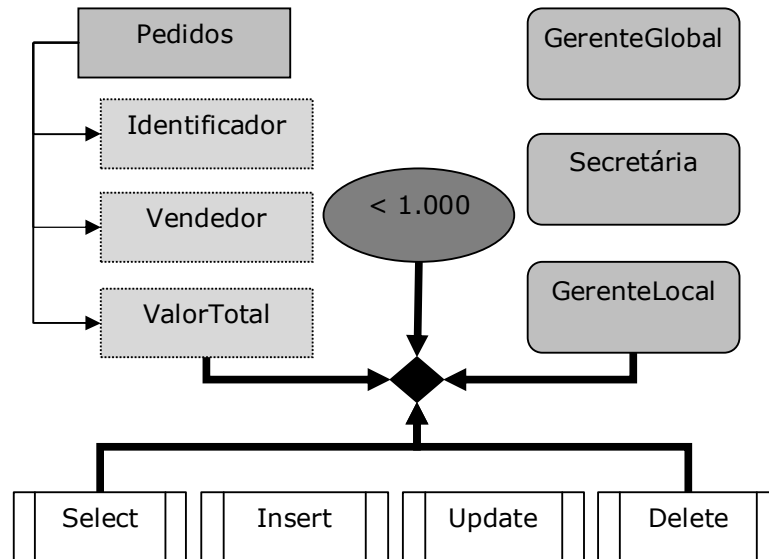 Pedidos
GerenteGlobal
Identificador
Secretária
Vendedor
< 1.000
ValorTotal
GerenteLocal
Select
Insert
Update
Delete